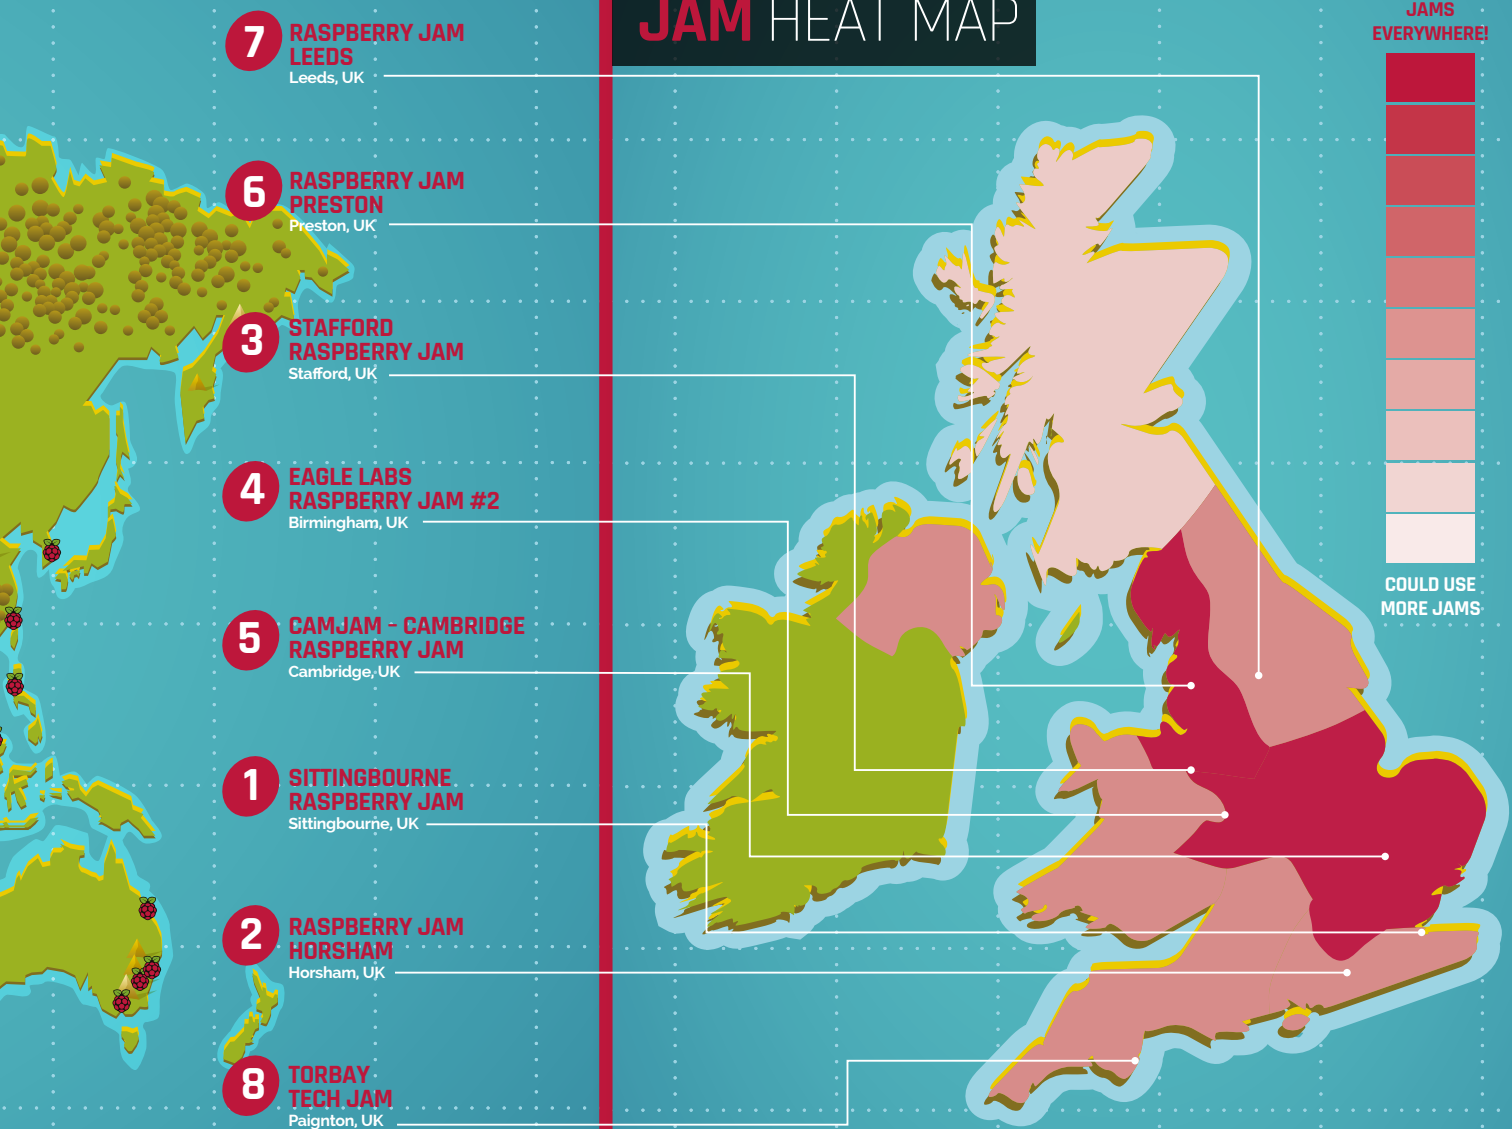 JAM HEAT MAP
JAMS
EVERYWHERE!
7
RASPBERRY JAM
LEEDS
Leeds, UK
6
RASPBERRY JAM
PRESTON
Preston, UK
3
STAFFORD
RASPBERRY JAM
Stafford, UK
4
EAGLE LABS
RASPBERRY JAM #2
Birmingham, UK
5
CAMJAM - CAMBRIDGE
RASPBERRY JAM
Cambridge, UK
1
SITTINGBOURNE
RASPBERRY JAM
Sittingbourne, UK
2
RASPBERRY JAM
HORSHAM
Horsham, UK
8
TORBAY
TECH JAM
Paignton, UK
COULD USE
MORE JAMS